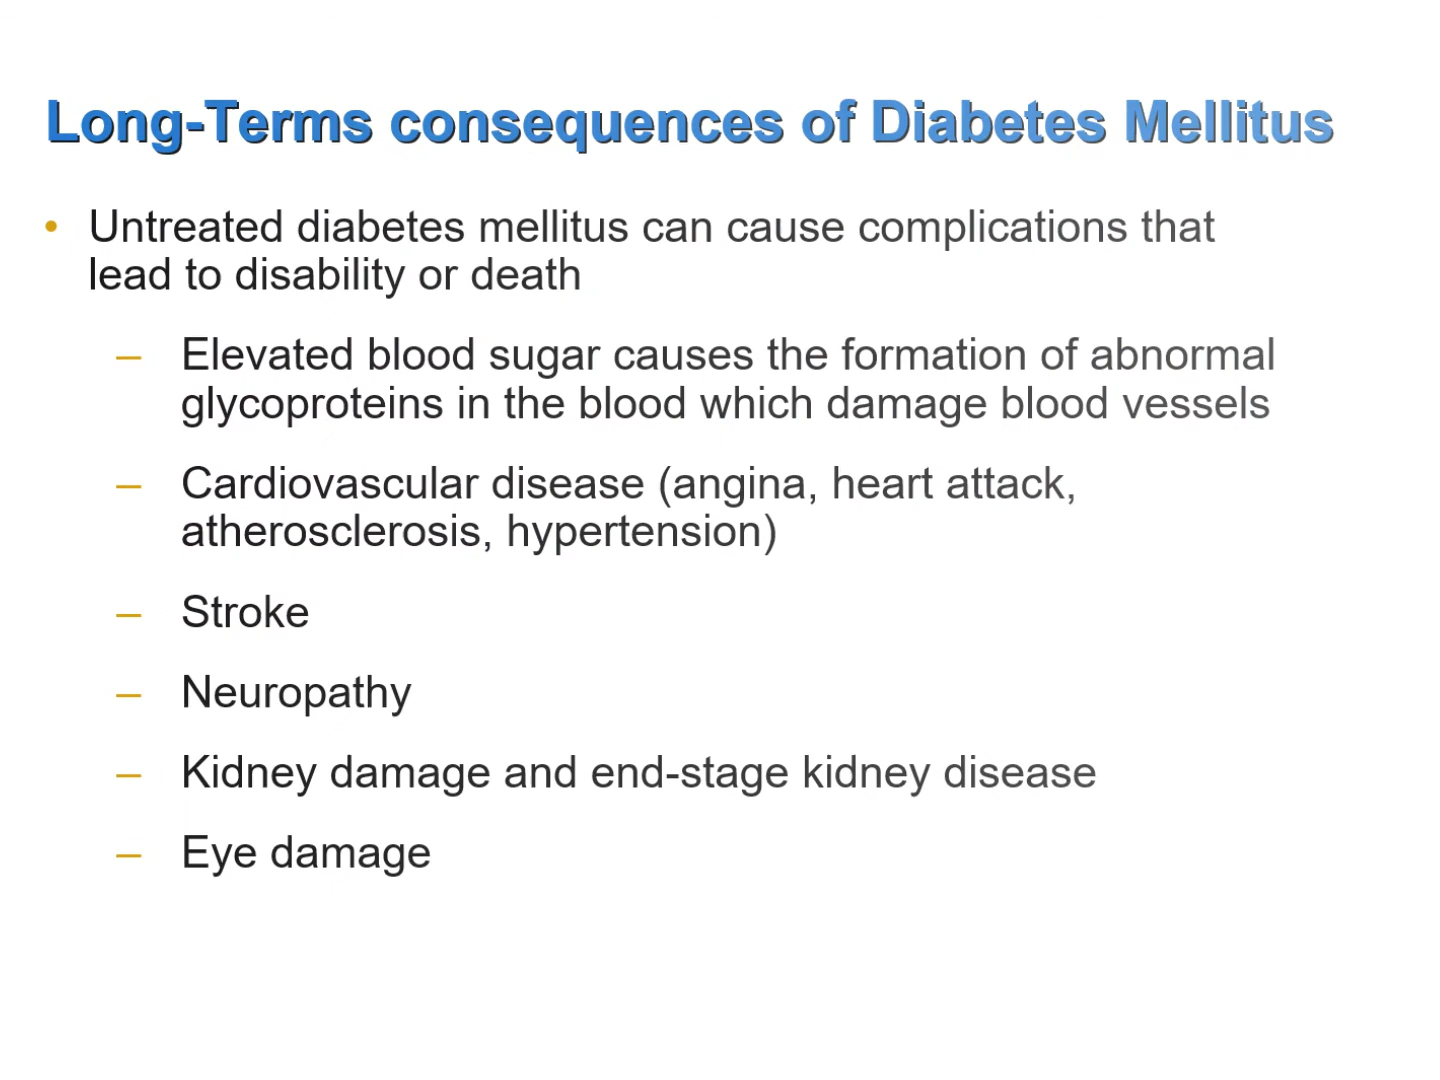 Long-Terms consequences of Diabetes Mellitus
• Untreated diabetes mellitus can cause complications that
lead to disability or death
– Elevated blood sugar causes the formation of abnormal
glycoproteins in the blood which damage blood vessels
– Cardiovascular disease (angina, heart attack,
atherosclerosis, hypertension)
– Stroke
– Neuropathy
– Kidney damage and end-stage kidney disease
– Eye damage